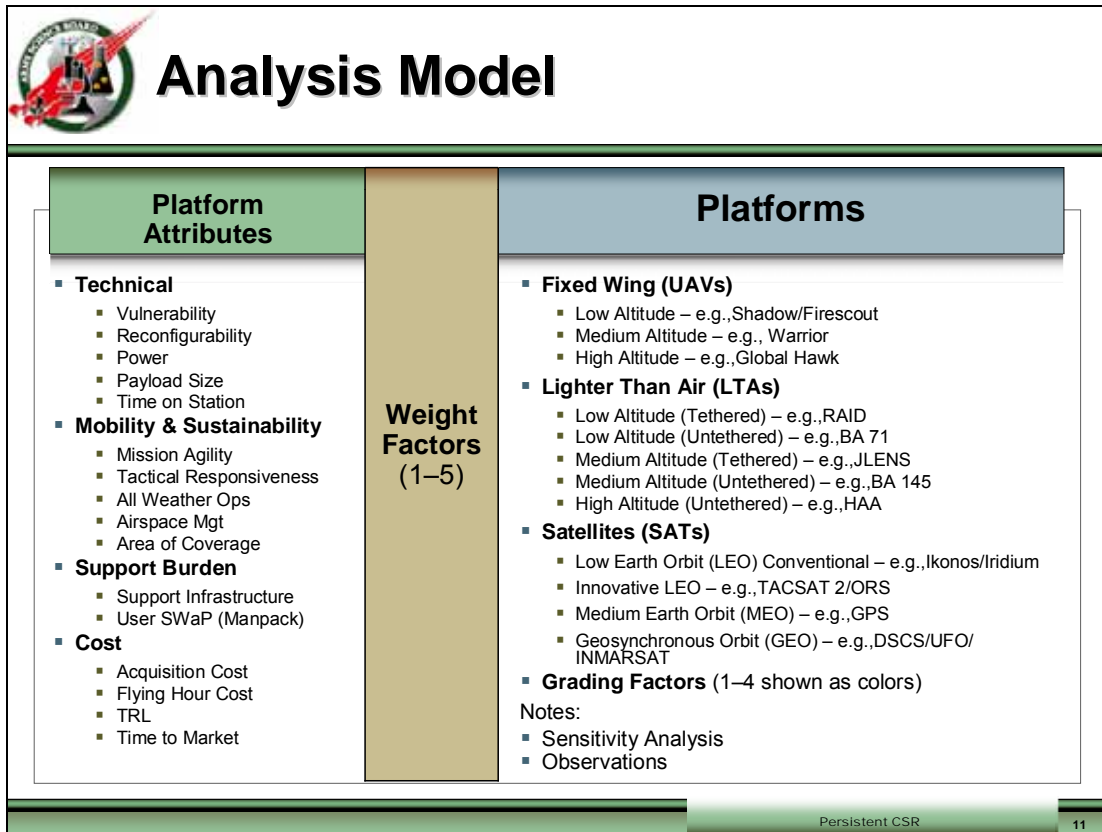 ARMY SCIENCE BOARD
Analysis Model
Platform
Attributes
▪ Technical
▪ Vulnerability
▪ Reconfigurability
▪ Power
▪ Payload Size
▪ Time on Station
▪ Mobility & Sustainability
▪ Mission Agility
▪ Tactical Responsiveness
▪ All Weather Ops
▪ Airspace Mgt
▪ Area of Coverage
▪ Support Burden
▪ Support Infrastructure
▪ User SWaP (Manpack)
▪ Cost
▪ Acquisition Cost
▪ Flying Hour Cost
▪ TRL
▪ Time to Market
Weight
Factors
(1–5)
Platforms
▪ Fixed Wing (UAVs)
▪ Low Altitude – e.g.,Shadow/Firescout
▪ Medium Altitude – e.g., Warrior
▪ High Altitude – e.g.,Global Hawk
▪ Lighter Than Air (LTAs)
▪ Low Altitude (Tethered) – e.g.,RAID
▪ Low Altitude (Untethered) – e.g.,BA 71
▪ Medium Altitude (Tethered) – e.g.,JLENS
▪ Medium Altitude (Untethered) – e.g.,BA 145
▪ High Altitude (Untethered) – e.g.,HAA
▪ Satellites (SATs)
▪ Low Earth Orbit (LEO) Conventional – e.g.,Ikonos/Iridium
▪ Innovative LEO – e.g.,TACSAT 2/ORS
▪ Medium Earth Orbit (MEO) – e.g.,GPS
▪ Geosynchronous Orbit (GEO) – e.g.,DSCS/UFO/
INMARSAT
▪ Grading Factors (1–4 shown as colors)
Notes:
▪ Sensitivity Analysis
▪ Observations
Persistent CSR
11